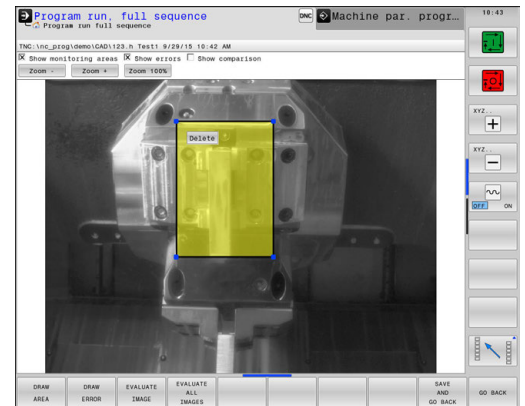 Program run, full sequence
Program run full sequence
DNC
Machine par. progr…
10:43
TNC:\nc_prog\demo\CAD\123.h Test1 9/29/15 10:42 AM
Show monitoring areas Show errors Show comparison
Zoom - Zoom + Zoom 100%
Delete
XYZ..
XYZ..
OFF ON
DRAW AREA
DRAW ERROR
EVALUATE IMAGE
EVALUATE ALL IMAGES
SAVE AND GO BACK
GO BACK